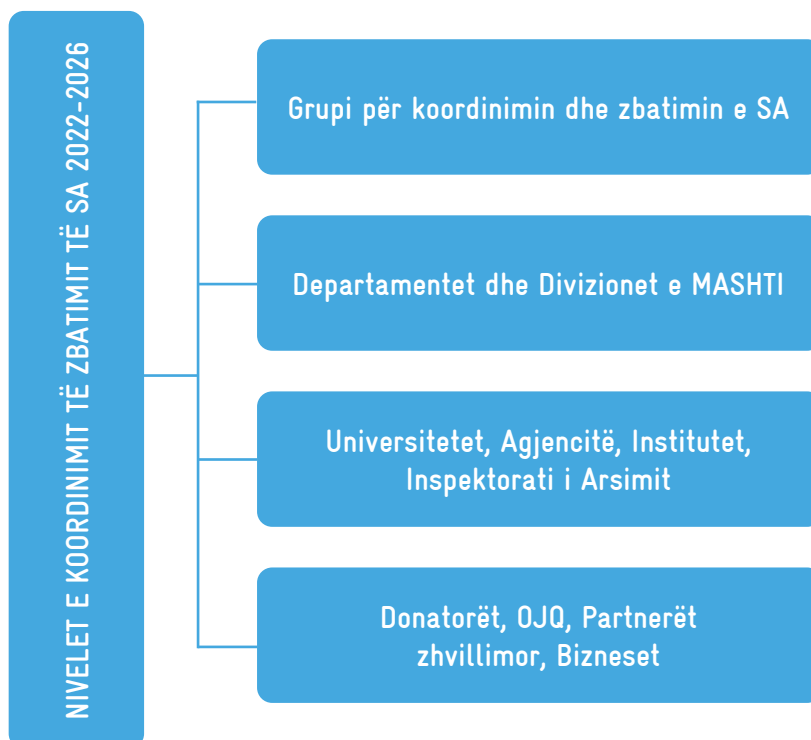 NIVELET E KOORDINIMIT TË ZBATIMIT TË SA 2022-2026
Grupi për koordinimin dhe zbatimin e SA
Departamentet dhe Divizionet e MASHTI
Universitetet, Agjencitë, Institutet,
Inspektorati i Arsimit
Donatorët, OJQ, Partnerët
zhvillimor, Bizneset